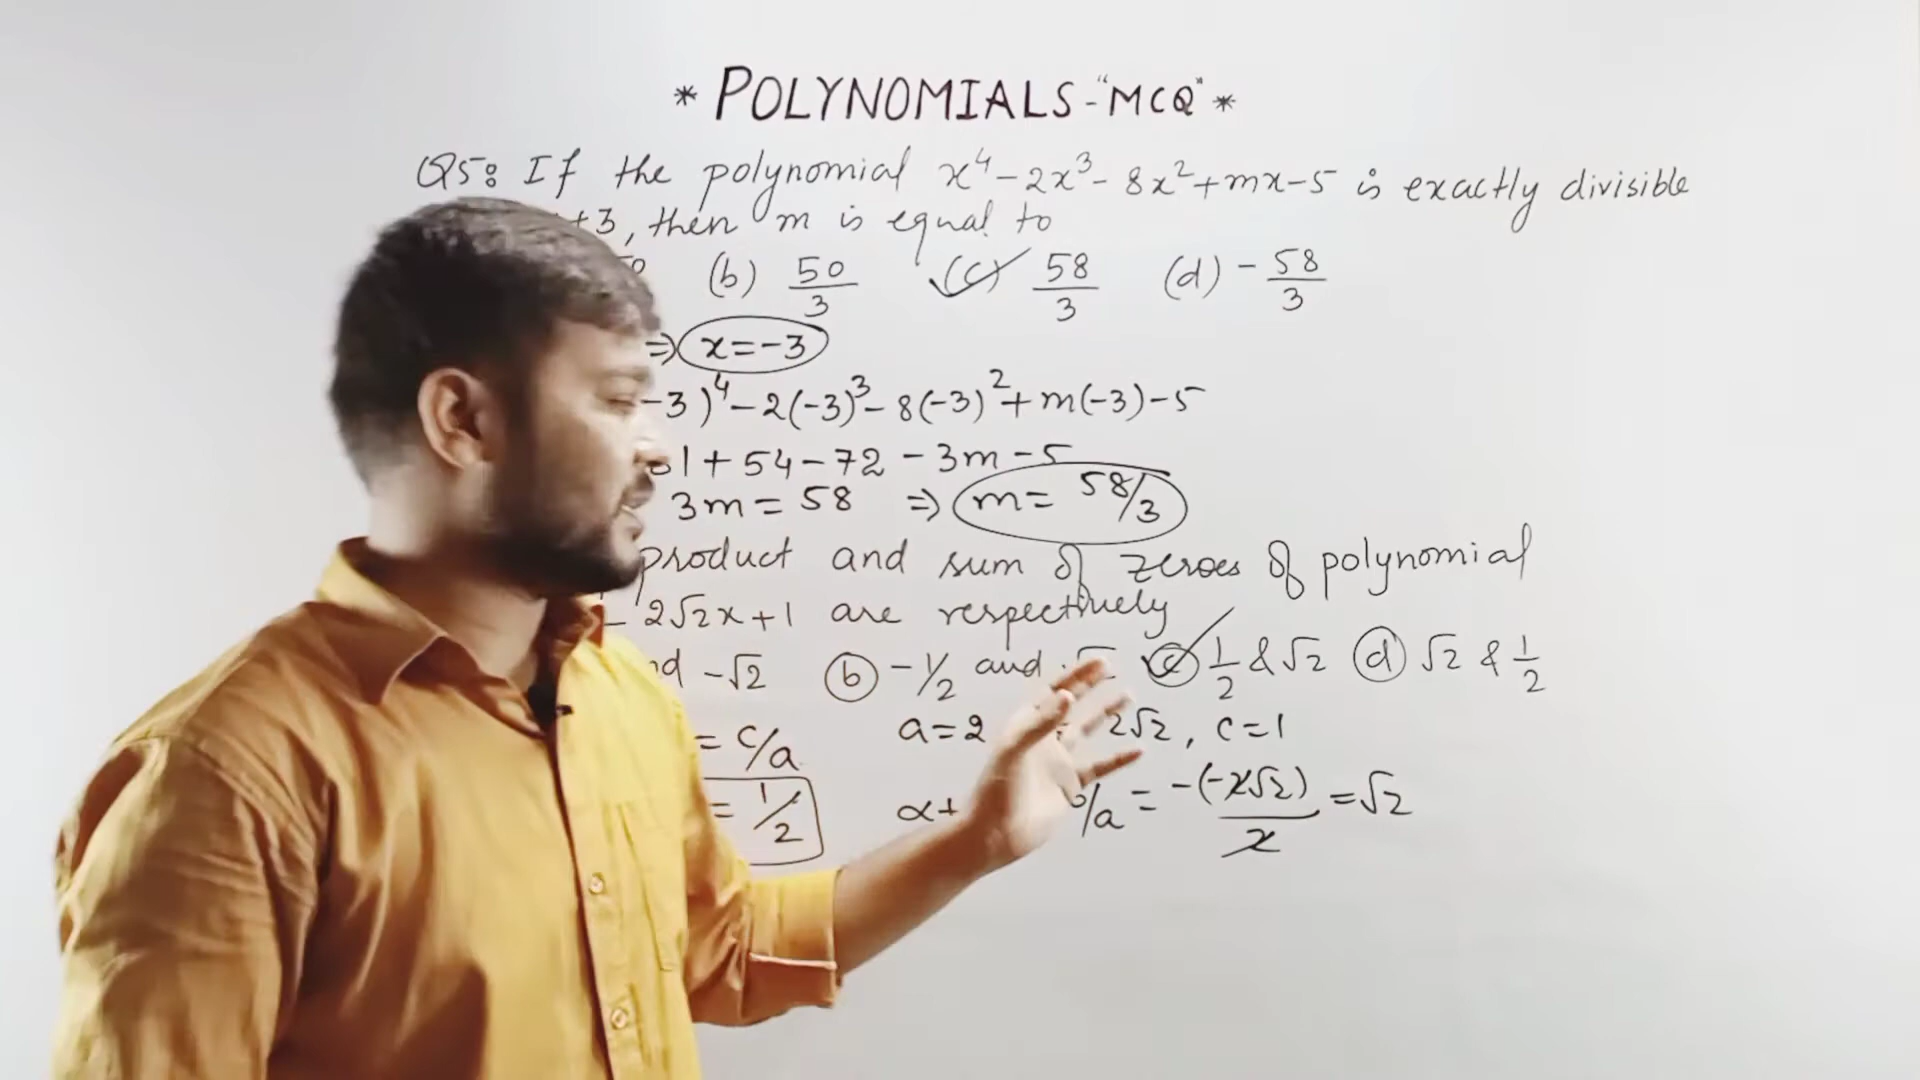 * POLYNOMIALS - "MCQ" *
Q5: If the polynomial x⁴ - 2x³ - 8x² + mx - 5 is exactly divisible
+3, then m is equal to
(b) 50/3 (c) 58/3 (d) - 58/3
⇒ x = -3
-3)⁴ - 2(-3)³ - 8(-3)² + m(-3) - 5
1 + 54 - 72 - 3m - 5
3m = 58 ⇒ m = 58/3
product and sum of zeroes of polynomial
- 2√2x + 1 are respectively
-√2 (b) -1/2 and (c) 1/2 & √2 (d) √2 & 1/2
= c/a a = 2 2√2, c = 1
= 1/2 α+ /a = -(-2√2)/2 = √2